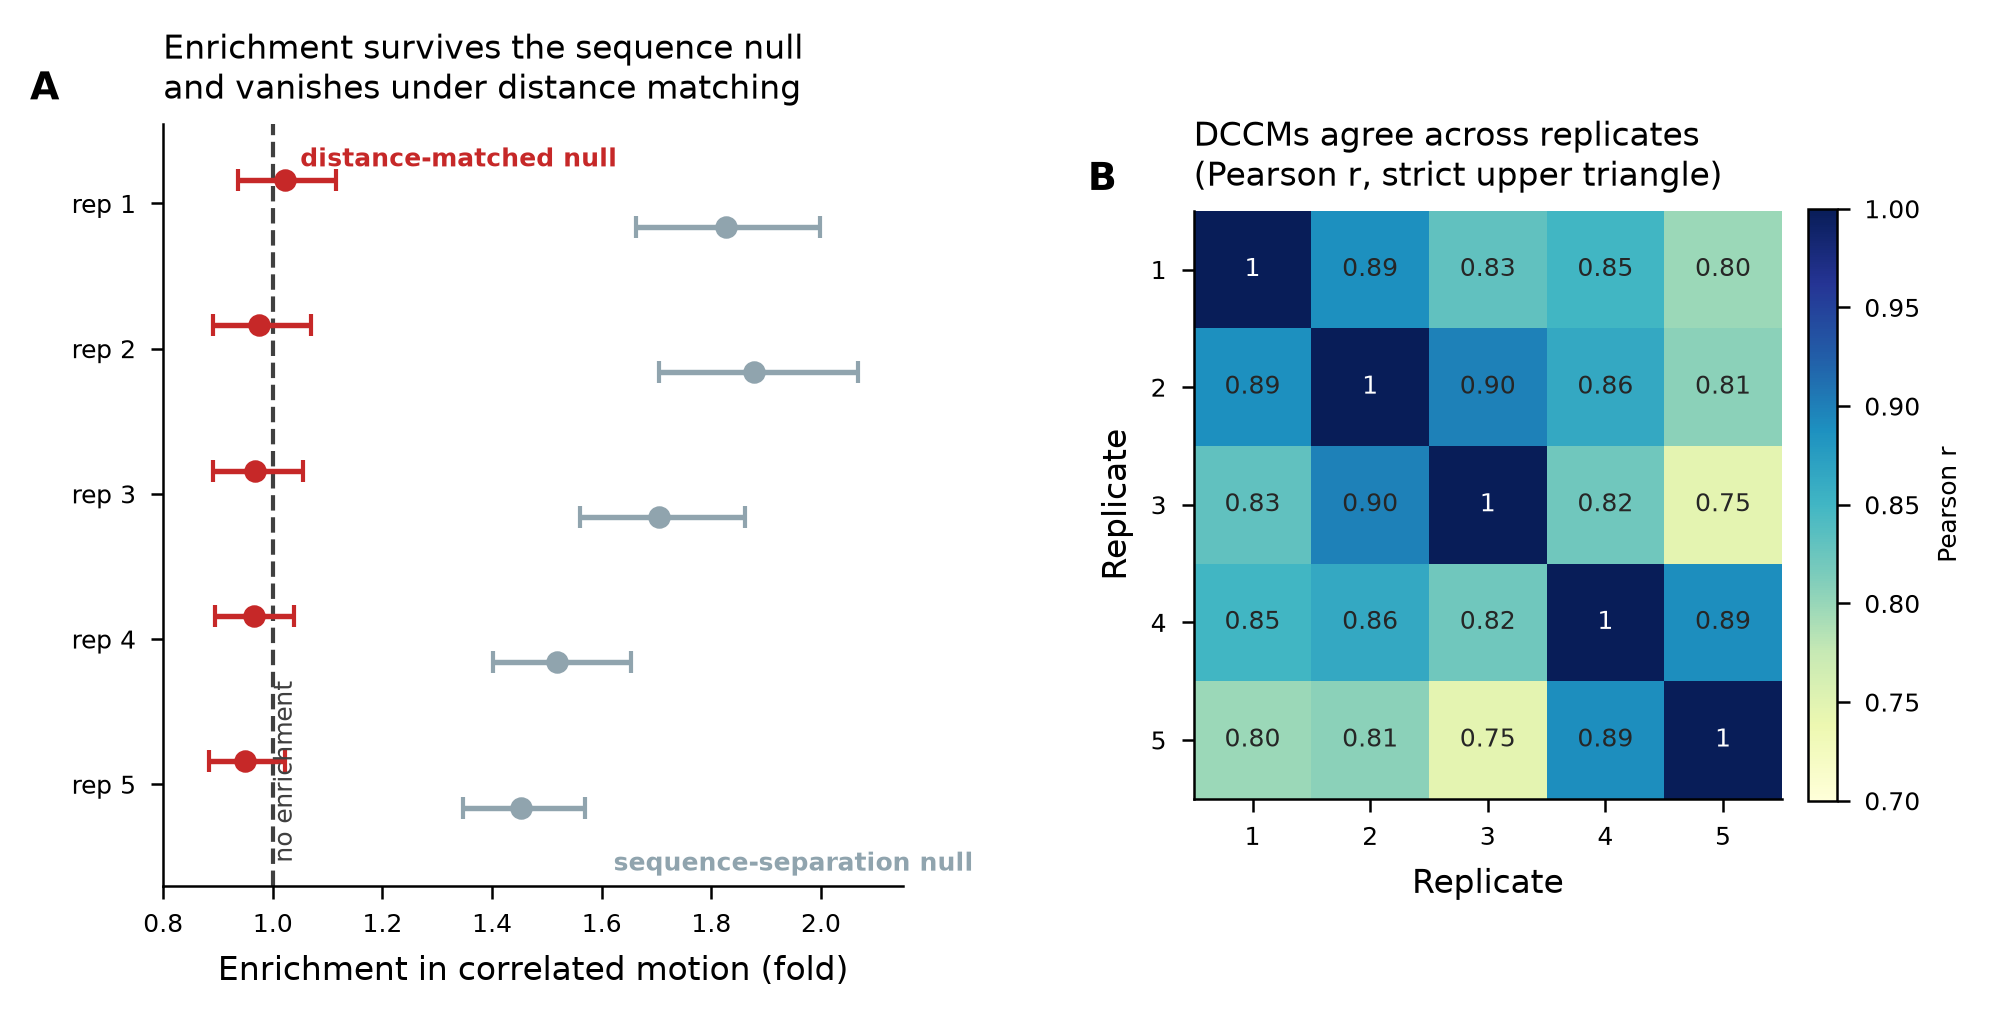 A
Enrichment survives the sequence null
and vanishes under distance matching
distance-matched null
rep 1
rep 2
rep 3
rep 4
rep 5
no enrichment
sequence-separation null
0.8 1.0 1.2 1.4 1.6 1.8 2.0
Enrichment in correlated motion (fold)
B
DCCMs agree across replicates
(Pearson r, strict upper triangle)
Replicate
1 1 0.89 0.83 0.85 0.80
2 0.89 1 0.90 0.86 0.81
3 0.83 0.90 1 0.82 0.75
4 0.85 0.86 0.82 1 0.89
5 0.80 0.81 0.75 0.89 1
1 2 3 4 5
Replicate
1.00
0.95
0.90
0.85
0.80
0.75
0.70
Pearson r